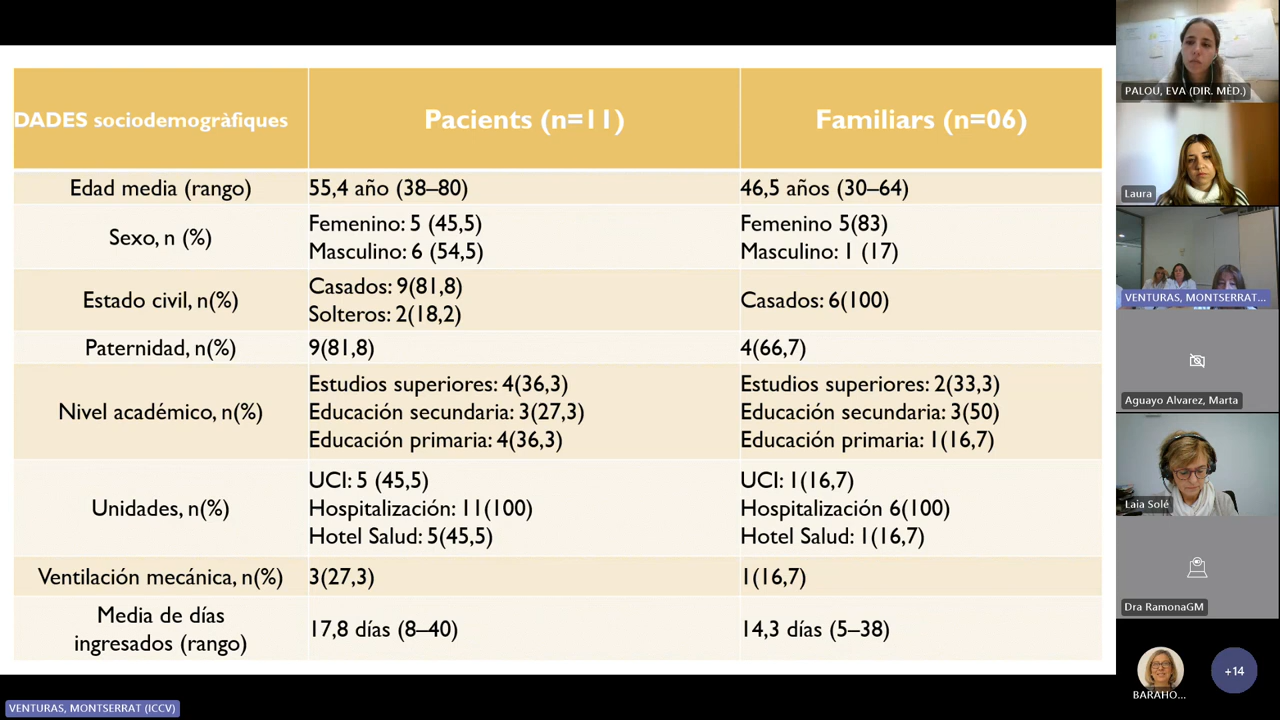 DADES sociodemogràfiques
Pacients (n=11)
Familiars (n=06)
Edad media (rango)
55,4 año (38–80)
46,5 años (30–64)
Sexo, n (%)
Femenino: 5 (45,5)
Masculino: 6 (54,5)
Femenino 5(83)
Masculino: 1 (17)
Estado civil, n(%)
Casados: 9(81,8)
Solteros: 2(18,2)
Casados: 6(100)
Paternidad, n(%)
9(81,8)
4(66,7)
Nivel académico, n(%)
Estudios superiores: 4(36,3)
Educación secundaria: 3(27,3)
Educación primaria: 4(36,3)
Estudios superiores: 2(33,3)
Educación secundaria: 3(50)
Educación primaria: 1(16,7)
Unidades, n(%)
UCI: 5 (45,5)
Hospitalización: 11(100)
Hotel Salud: 5(45,5)
UCI: 1(16,7)
Hospitalización 6(100)
Hotel Salud: 1(16,7)
Ventilación mecánica, n(%)
3(27,3)
1(16,7)
Media de días
ingresados (rango)
17,8 días (8–40)
14,3 días (5–38)
VENTURAS, MONTSERRAT (ICCV)
PALOU, EVA (DIR. MÈD.)
Laura
VENTURAS, MONTSERRAT...
Aguayo Alvarez, Marta
Laia Solé
Dra RamonaGM
BARAHO...
+14